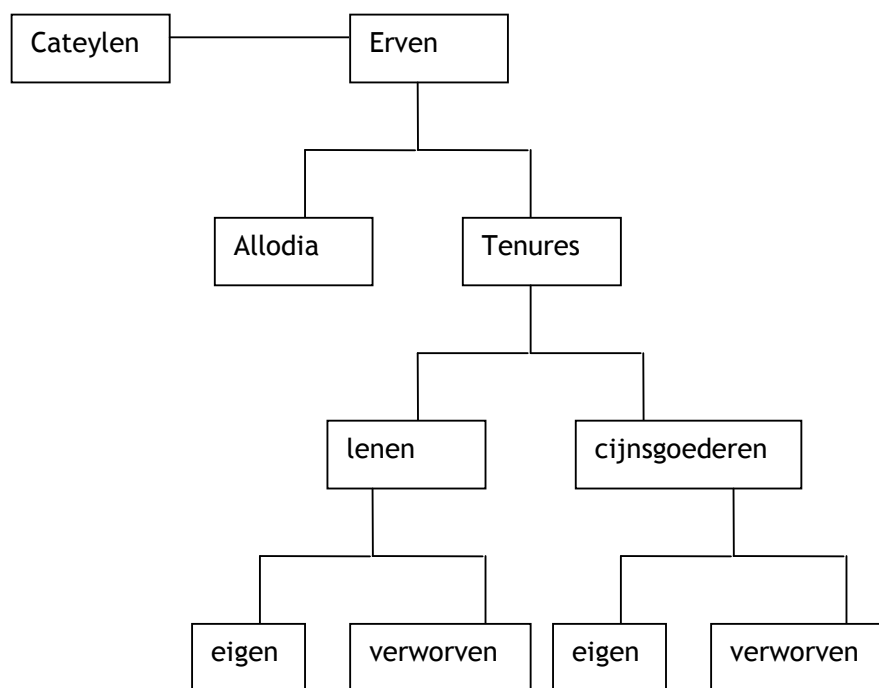 Cateylen
Erven
Allodia
Tenures
lenen
cijnsgoederen
eigen
verworven
eigen
verworven